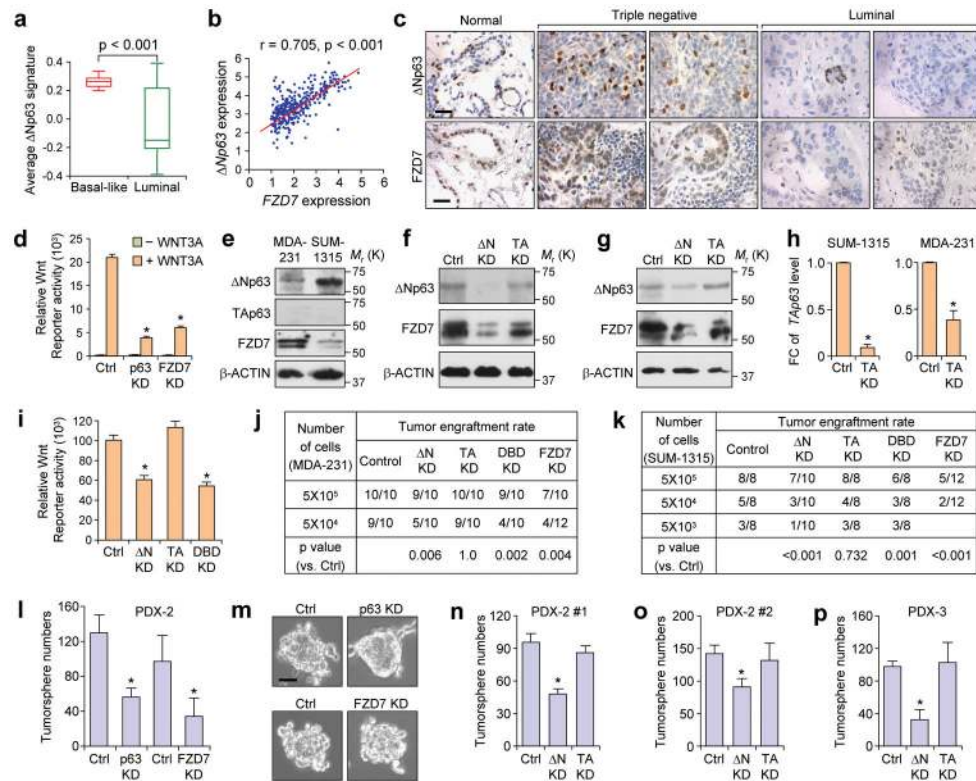 a
p < 0.001
Average ΔNp63 signature
0.4
0.2
0.0
-0.2
-0.4
Basal-like Luminal
b
r = 0.705, p < 0.001
ΔNp63 expression
6
5
4
3
2
1
0
0 1 2 3 4 5 6
FZD7 expression
c
Normal Triple negative Luminal
ΔNp63
FZD7
d
− WNT3A
+ WNT3A
Relative Wnt
Reporter activity (10³)
25
20
15
10
5
0
* *
Ctrl p63 KD FZD7 KD
e
MDA-231 SUM-1315 Mr (K)
ΔNp63
75
50
TAp63
50
FZD7
50
β-ACTIN
37
f
Ctrl ΔN KD TA KD Mr (K)
ΔNp63
75
50
FZD7
75
50
β-ACTIN
37
g
Ctrl ΔN KD TA KD Mr (K)
ΔNp63
75
50
FZD7
75
50
β-ACTIN
37
h
SUM-1315 MDA-231
FC of TAp63 level
1.0
0.8
0.6
0.4
0.2
0
*
Ctrl TA KD
1.0
0.8
0.6
0.4
0.2
0
*
Ctrl TA KD
i
Relative Wnt
Reporter activity (10³)
120
100
80
60
40
20
0
* *
Ctrl ΔN KD TA KD DBD KD
j
Number of cells (MDA-231) Tumor engraftment rate
Control ΔN KD TA KD DBD KD FZD7 KD
5X10⁵ 10/10 9/10 10/10 9/10 7/10
5X10⁴ 9/10 5/10 9/10 4/10 4/12
p value (vs. Ctrl) 0.006 1.0 0.002 0.004
k
Number of cells (SUM-1315) Tumor engraftment rate
Control ΔN KD TA KD DBD KD FZD7 KD
5X10⁵ 8/8 7/10 8/8 6/8 5/12
5X10⁴ 5/8 3/10 4/8 3/8 2/12
5X10³ 3/8 1/10 3/8 3/8
p value (vs. Ctrl) <0.001 0.732 0.001 <0.001
l
PDX-2
Tumorsphere numbers
160
120
80
40
0
* *
Ctrl p63 KD Ctrl FZD7 KD
m
Ctrl p63 KD
Ctrl FZD7 KD
n
PDX-2 #1
Tumorsphere numbers
120
80
40
0
*
Ctrl ΔN KD TA KD
o
PDX-2 #2
Tumorsphere numbers
200
150
100
50
0
*
Ctrl ΔN KD TA KD
p
PDX-3
Tumorsphere numbers
160
120
80
40
0
*
Ctrl ΔN KD TA KD